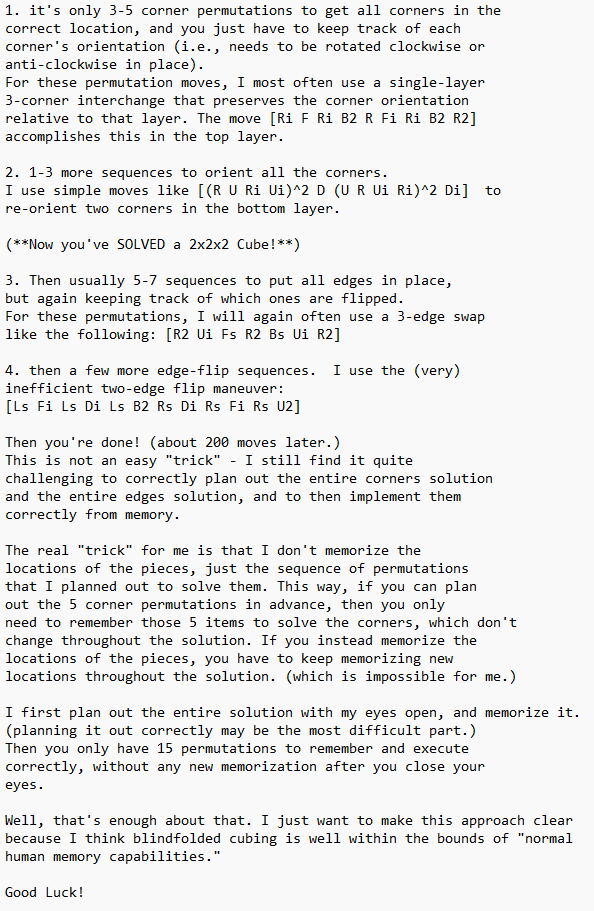 1. it's only 3-5 corner permutations to get all corners in the
correct location, and you just have to keep track of each
corner's orientation (i.e., needs to be rotated clockwise or
anti-clockwise in place).
For these permutation moves, I most often use a single-layer
3-corner interchange that preserves the corner orientation
relative to that layer. The move [Ri F Ri B2 R Fi Ri B2 R2]
accomplishes this in the top layer.

2. 1-3 more sequences to orient all the corners.
I use simple moves like [(R U Ri Ui)^2 D (U R Ui Ri)^2 Di]  to
re-orient two corners in the bottom layer.

(**Now you've SOLVED a 2x2x2 Cube!**)

3. Then usually 5-7 sequences to put all edges in place,
but again keeping track of which ones are flipped.
For these permutations, I will again often use a 3-edge swap
like the following: [R2 Ui Fs R2 Bs Ui R2]

4. then a few more edge-flip sequences.  I use the (very)
inefficient two-edge flip maneuver:
[Ls Fi Ls Di Ls B2 Rs Di Rs Fi Rs U2]

Then you're done! (about 200 moves later.)
This is not an easy "trick" - I still find it quite
challenging to correctly plan out the entire corners solution
and the entire edges solution, and to then implement them
correctly from memory.

The real "trick" for me is that I don't memorize the
locations of the pieces, just the sequence of permutations
that I planned out to solve them. This way, if you can plan
out the 5 corner permutations in advance, then you only
need to remember those 5 items to solve the corners, which don't
change throughout the solution. If you instead memorize the
locations of the pieces, you have to keep memorizing new
locations throughout the solution. (which is impossible for me.)

I first plan out the entire solution with my eyes open, and memorize it.
(planning it out correctly may be the most difficult part.)
Then you only have 15 permutations to remember and execute
correctly, without any new memorization after you close your
eyes.

Well, that's enough about that. I just want to make this approach clear
because I think blindfolded cubing is well within the bounds of "normal
human memory capabilities."

Good Luck!